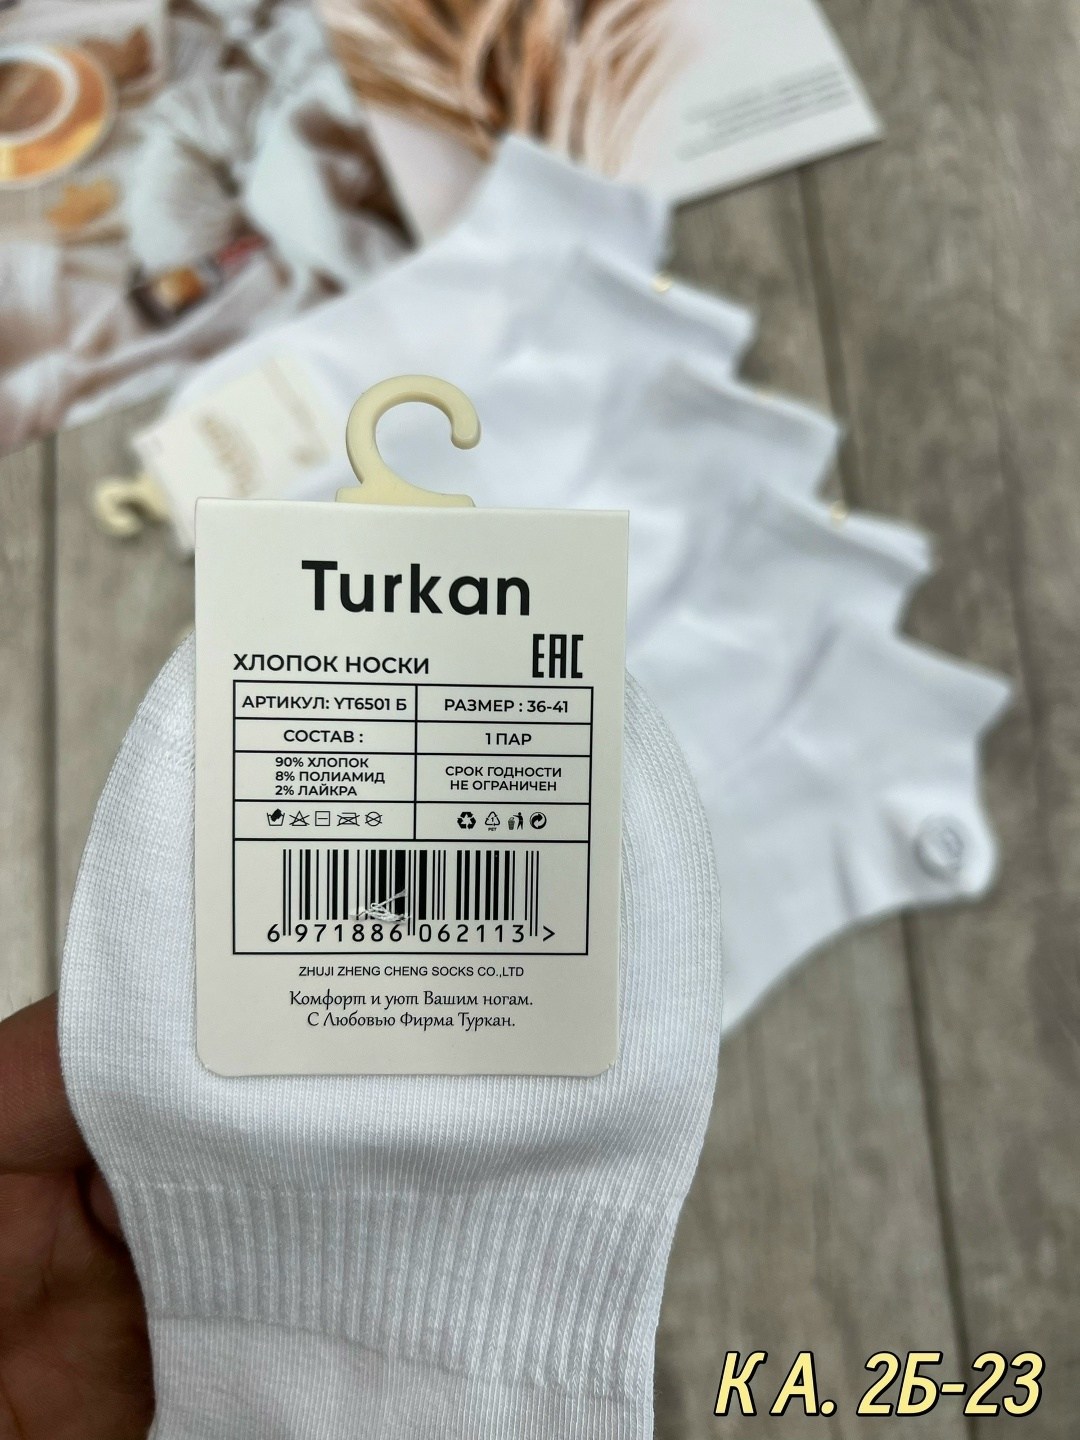 Turkan
ХЛОПОК НОСКИ
EAC
АРТИКУЛ: YT6501 Б
РАЗМЕР : 36-41
СОСТАВ :
1 ПАР
90% ХЛОПОК
8% ПОЛИАМИД
2% ЛАЙКРА
СРОК ГОДНОСТИ
НЕ ОГРАНИЧЕН
PET
6 971886 062113 >
ZHUJI ZHENG CHENG SOCKS CO.,LTD
Комфорт и уют Вашим ногам.
С Любовью Фирма Туркан.
К А. 2Б-23